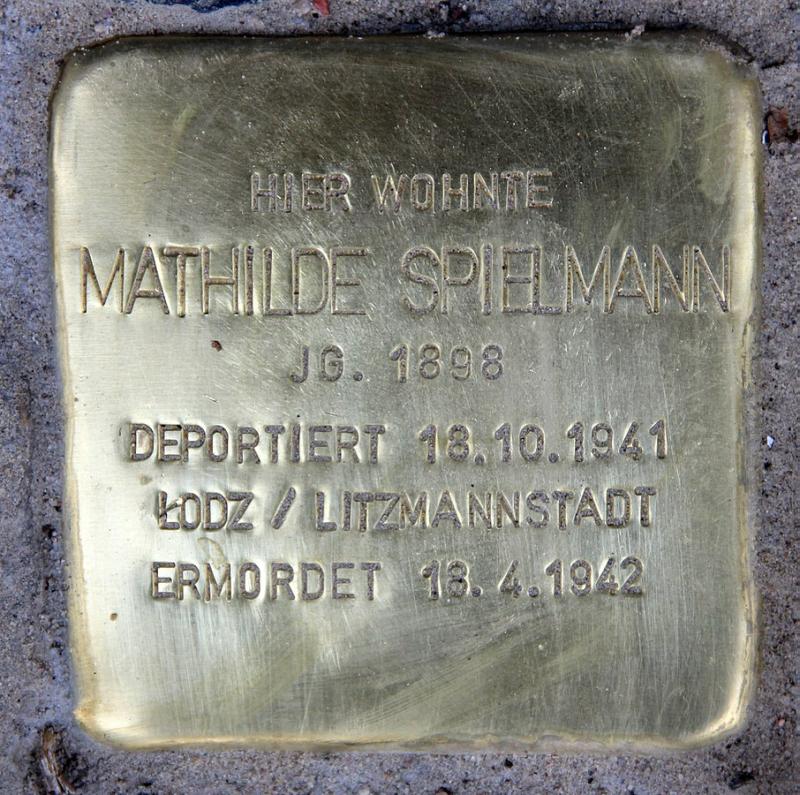 HIER WOHNTE
MATHILDE SPIELMANN
JG. 1898
DEPORTIERT 18.10.1941
ŁODZ / LITZMANNSTADT
ERMORDET 18.4.1942